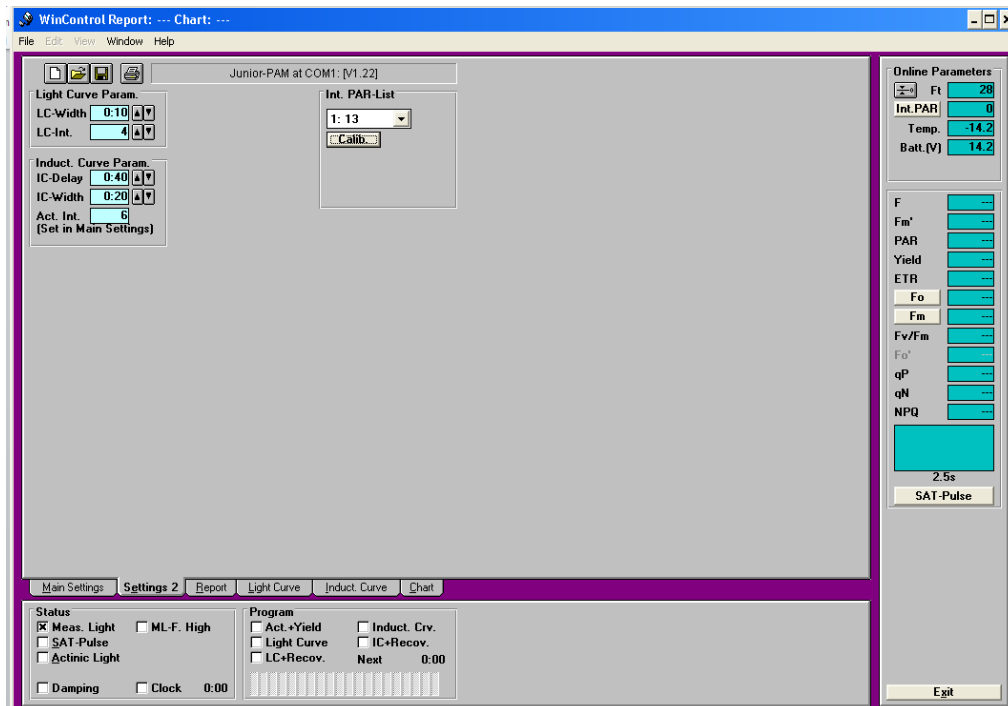 WinControl Report: --- Chart: ---
File Edit View Window Help
Junior-PAM at COM1: [V1.22]
Light Curve Param.
LC-Width 0:10
LC-Int. 4
Induct. Curve Param.
IC-Delay 0:40
IC-Width 0:20
Act. Int. 6
(Set in Main Settings)
Int. PAR-List
1: 13
Calib.
Online Parameters
Ft 28
Int.PAR 0
Temp. -14.2
Batt.(V) 14.2
F ---
Fm' ---
PAR ---
Yield ---
ETR ---
Fo ---
Fm ---
Fv/Fm ---
Fo' ---
qP ---
qN ---
NPQ ---
2.5s
SAT-Pulse
Main Settings Settings 2 Report Light Curve Induct. Curve Chart
Status
Meas. Light ML-F. High
SAT-Pulse
Actinic Light
Damping Clock 0:00
Program
Act.+Yield Induct. Crv.
Light Curve IC+Recov.
LC+Recov. Next 0:00
Exit